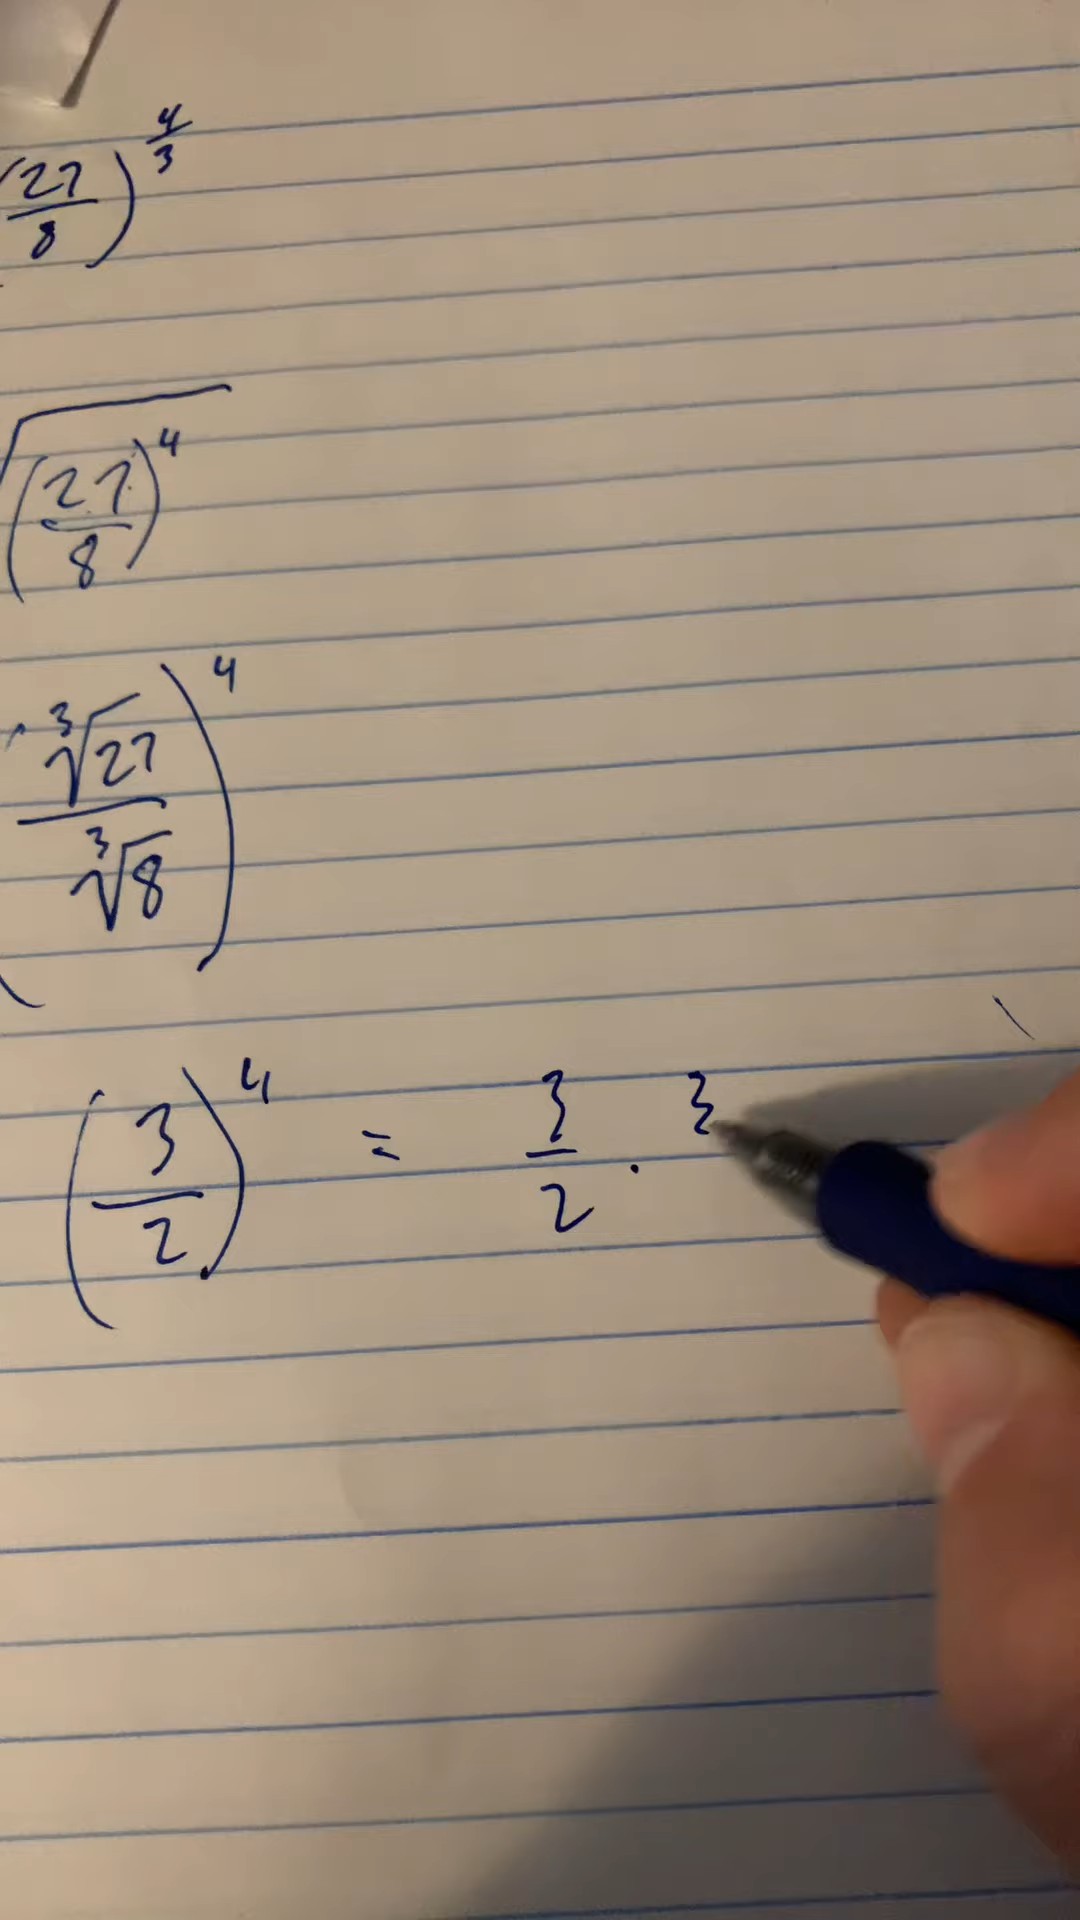 (27/8)^(4/3)
√(27/8)^4
(∛27/∛8)^4
(3/2)^4 = 3/2 · 3